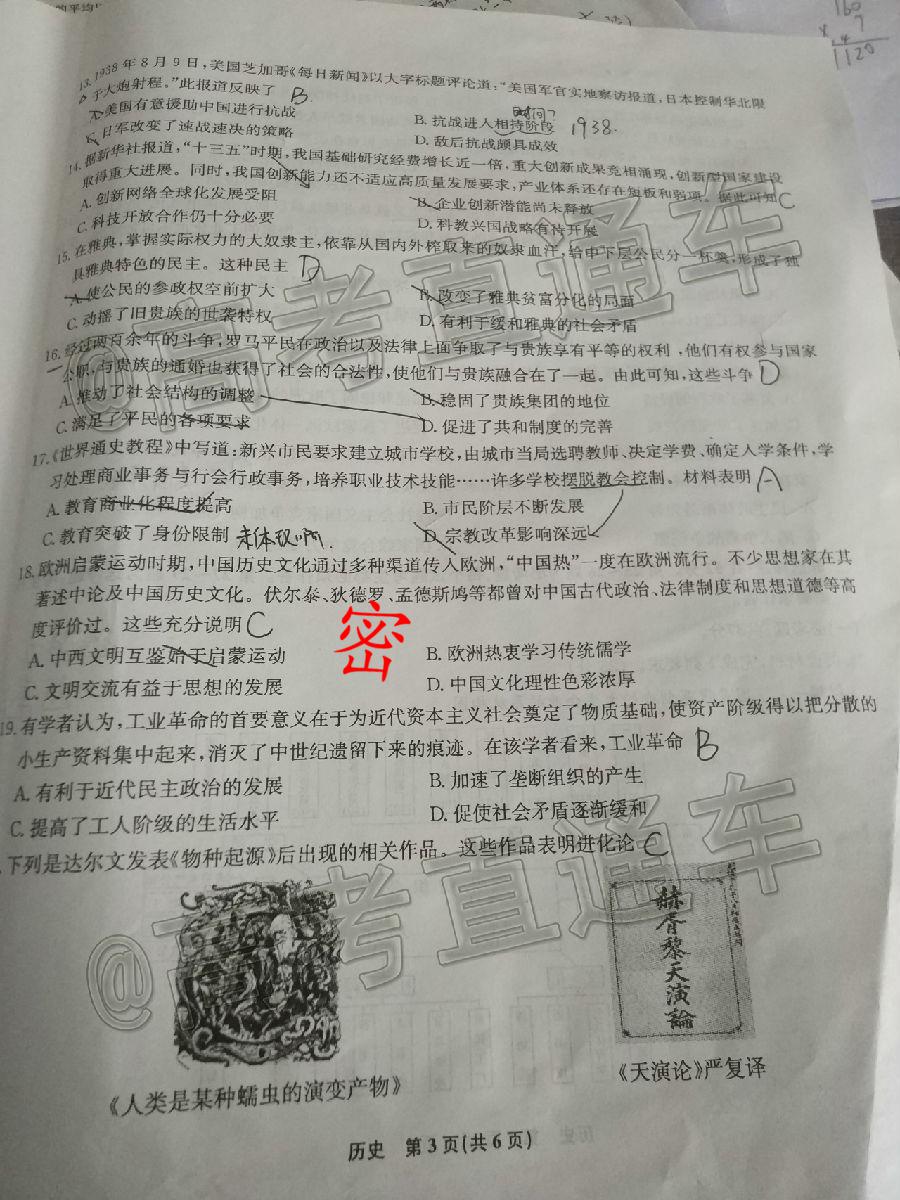 的平均
160
× 7
1120
13. 1938年8月9日,美国芝加哥《每日新闻》以大字标题评论道:“美国军官实地察访报道,日本控制华北限
于大炮射程。”此报道反映了 B
A. 美国有意援助中国进行抗战 B. 抗战进入相持阶段 时间? 1938.
C. 日军改变了速战速决的策略 D. 敌后抗战颇具成效
14. 据新华社报道,“十三五”时期,我国基础研究经费增长近一倍,重大创新成果竞相涌现,创新型国家建设
取得重大进展。同时,我国创新能力还不适应高质量发展要求,产业体系还存在短板和弱项。据此可知 C
A. 创新网络全球化发展受阻 B. 企业创新潜能尚未释放
C. 科技开放合作仍十分必要 D. 科教兴国战略有待开展
15. 在雅典,掌握实际权力的大奴隶主,依靠从国内外榨取来的奴隶血汗,给中下层公民分一杯羹,形成了独
具雅典特色的民主。这种民主 D
A. 使公民的参政权空前扩大 B. 改变了雅典贫富分化的局面
C. 动摇了旧贵族的世袭特权 D. 有利于缓和雅典的社会矛盾
16. 经过两百余年的斗争,罗马平民在政治以及法律上面争取了与贵族享有平等的权利,他们有权参与国家
公职,与贵族的通婚也获得了社会的合法性,使他们与贵族融合在了一起。由此可知,这些斗争 D
A. 推动了社会结构的调整 B. 稳固了贵族集团的地位
C. 满足了平民的各项要求 D. 促进了共和制度的完善
17. 《世界通史教程》中写道:新兴市民要求建立城市学校,由城市当局选聘教师、决定学费、确定入学条件,学
习处理商业事务与行会行政事务,培养职业技术技能……许多学校摆脱教会控制。材料表明 A
A. 教育商业化程度提高 B. 市民阶层不断发展
C. 教育突破了身份限制 未体现啊. D. 宗教改革影响深远
18. 欧洲启蒙运动时期,中国历史文化通过多种渠道传入欧洲,“中国热”一度在欧洲流行。不少思想家在其
著述中论及中国历史文化。伏尔泰、狄德罗、孟德斯鸠等都曾对中国古代政治、法律制度和思想道德等高
度评价过。这些充分说明 C
A. 中西文明互鉴始于启蒙运动 B. 欧洲热衷学习传统儒学
C. 文明交流有益于思想的发展 D. 中国文化理性色彩浓厚
密
19. 有学者认为,工业革命的首要意义在于为近代资本主义社会奠定了物质基础,使资产阶级得以把分散的
小生产资料集中起来,消灭了中世纪遗留下来的痕迹。在该学者看来,工业革命 B
A. 有利于近代民主政治的发展 B. 加速了垄断组织的产生
C. 提高了工人阶级的生活水平 D. 促使社会矛盾逐渐缓和
下列是达尔文发表《物种起源》后出现的相关作品。这些作品表明进化论 C
赫胥黎天演論
《人类是某种蠕虫的演变产物》 《天演论》严复译
历史 第3页(共6页)
@高考直通车
@高考直通车